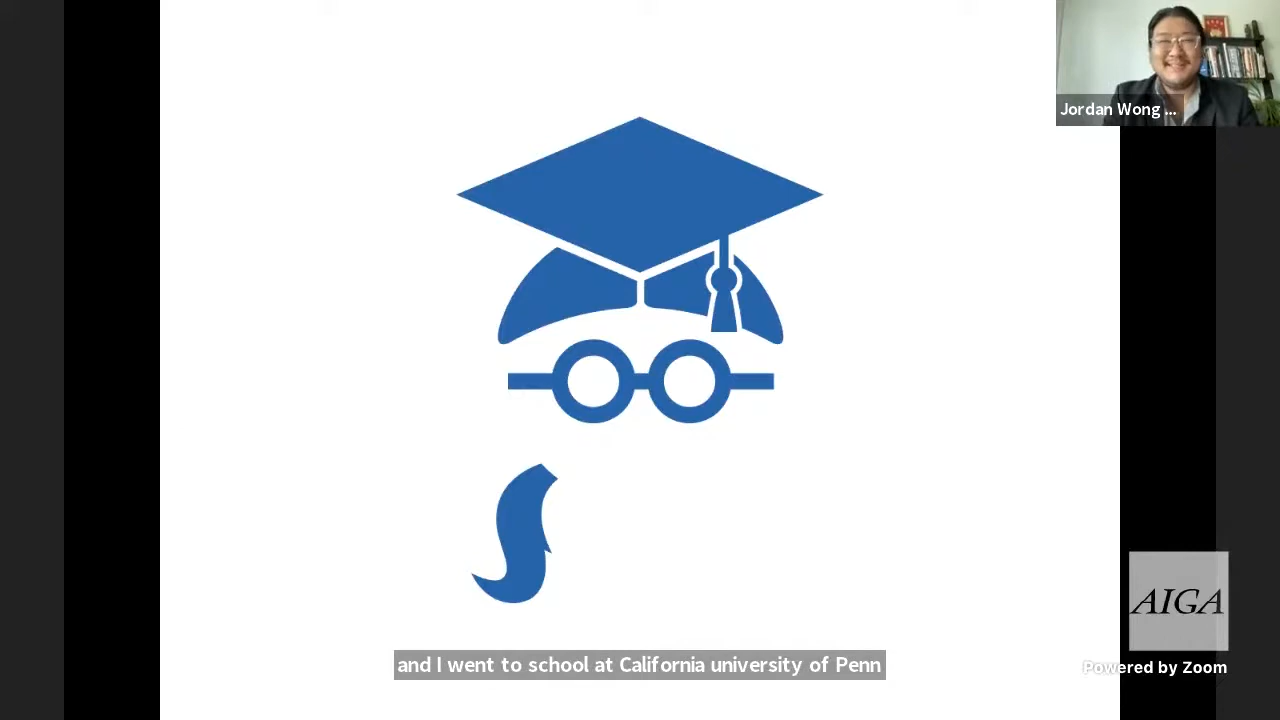 Jordan Wong ...
AIGA
and I went to school at California university of Penn
Powered by Zoom